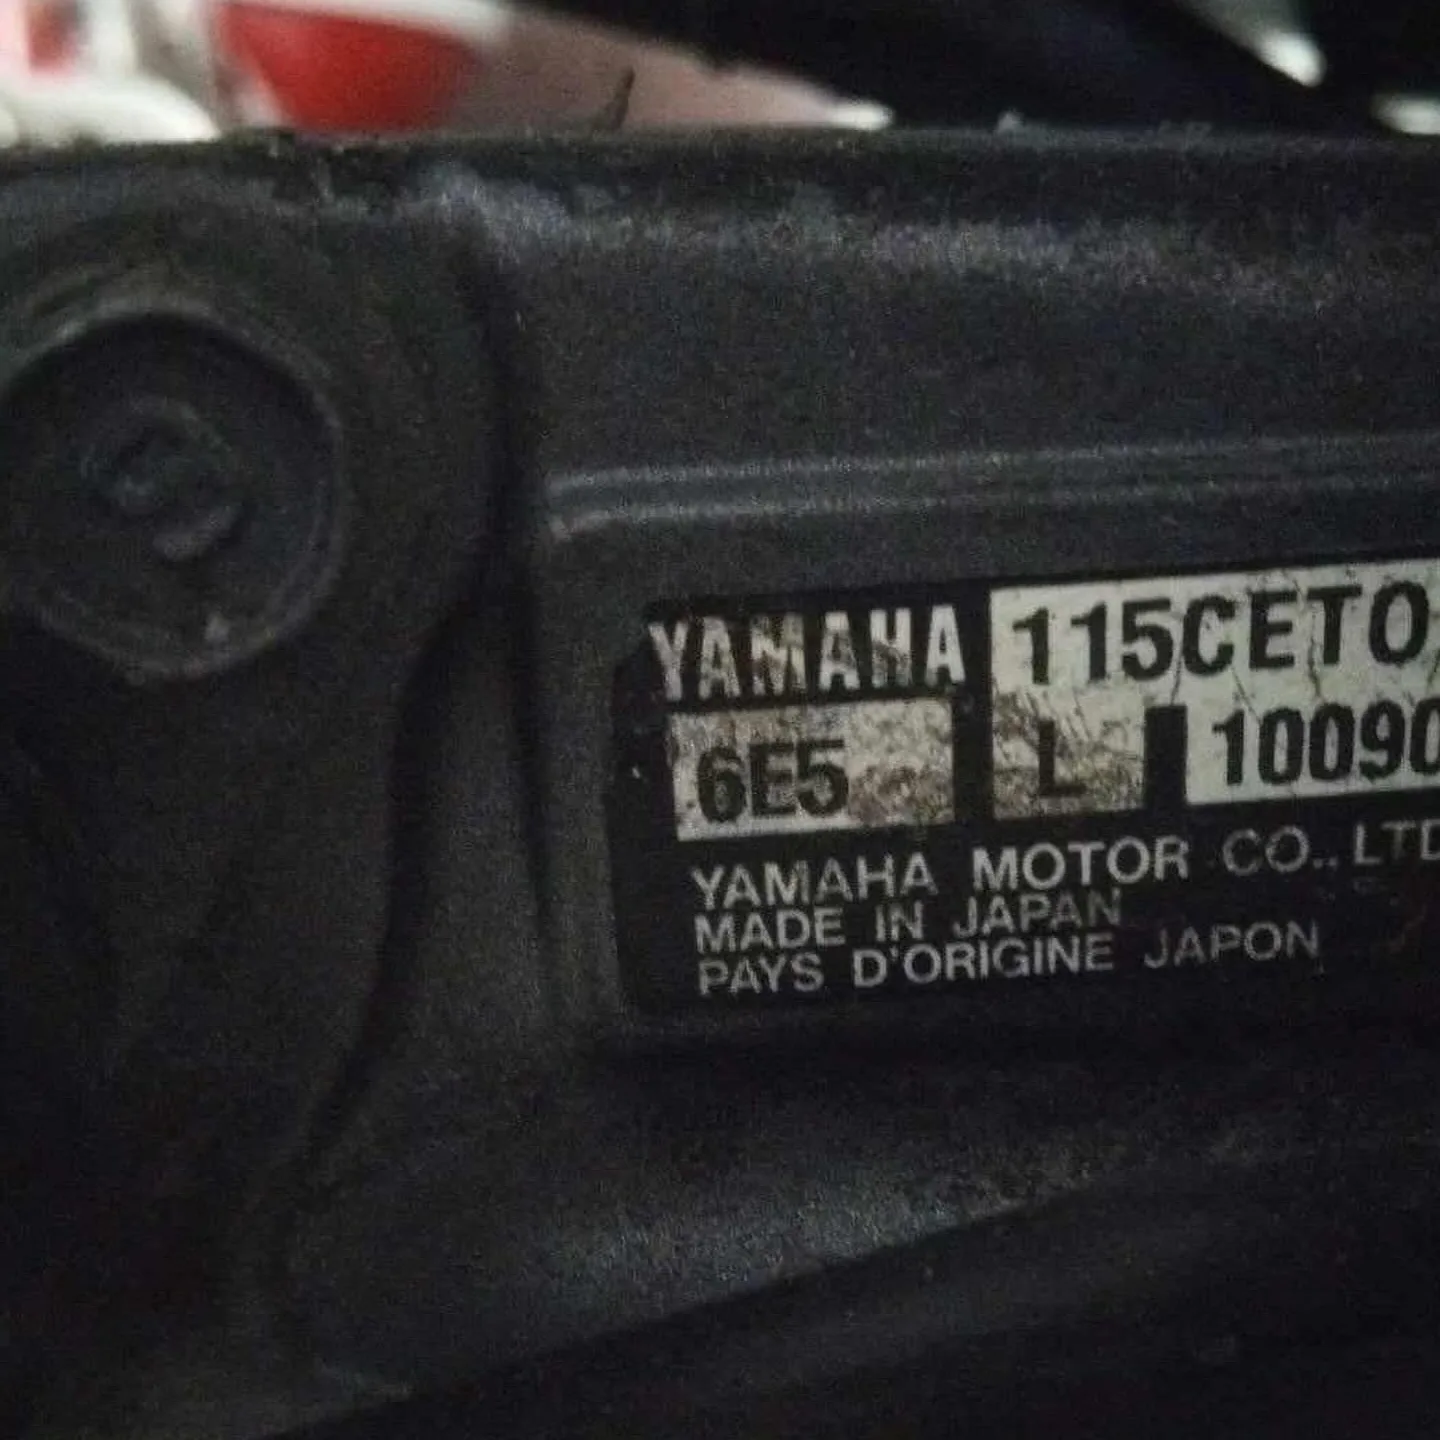 YAMAHA 115CETO
6E5 L 10090
YAMAHA MOTOR CO., LTD
MADE IN JAPAN
PAYS D'ORIGINE JAPON